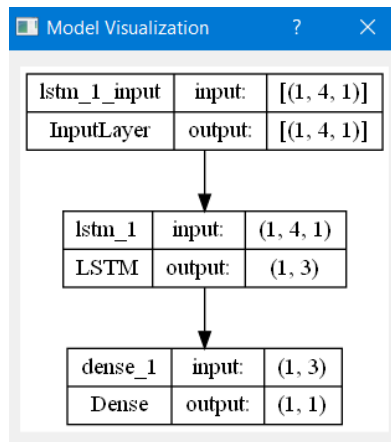 Model Visualization ? ×
lstm_1_input input: [(1, 4, 1)]
InputLayer output: [(1, 4, 1)]
lstm_1 input: (1, 4, 1)
LSTM output: (1, 3)
dense_1 input: (1, 3)
Dense output: (1, 1)